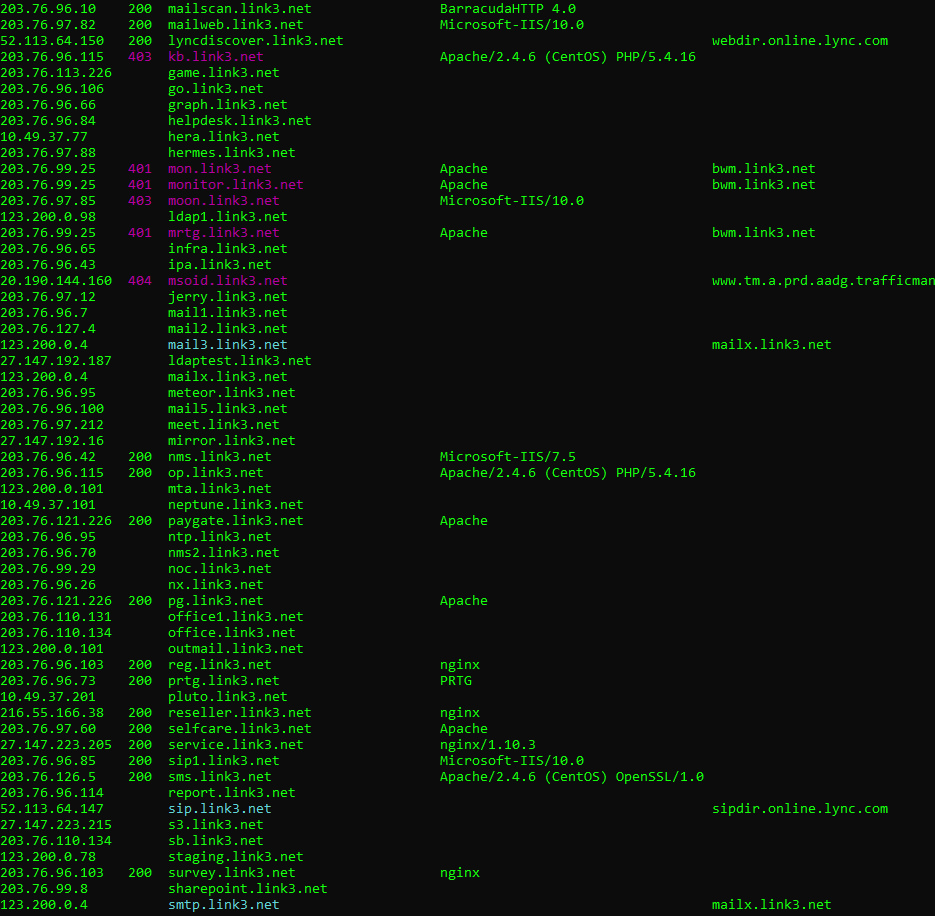 203.76.96.10 200 mailscan.link3.net BarracudaHTTP 4.0
203.76.97.82 200 mailweb.link3.net Microsoft-IIS/10.0
52.113.64.150 200 lyncdiscover.link3.net webdir.online.lync.com
203.76.96.115 403 kb.link3.net Apache/2.4.6 (CentOS) PHP/5.4.16
203.76.113.226 game.link3.net
203.76.96.106 go.link3.net
203.76.96.66 graph.link3.net
203.76.96.84 helpdesk.link3.net
10.49.37.77 hera.link3.net
203.76.97.88 hermes.link3.net
203.76.99.25 401 mon.link3.net Apache bwm.link3.net
203.76.99.25 401 monitor.link3.net Apache bwm.link3.net
203.76.97.85 403 moon.link3.net Microsoft-IIS/10.0
123.200.0.98 ldap1.link3.net
203.76.99.25 401 mrtg.link3.net Apache bwm.link3.net
203.76.96.65 infra.link3.net
203.76.96.43 ipa.link3.net
20.190.144.160 404 msoid.link3.net www.tm.a.prd.aadg.trafficman
203.76.97.12 jerry.link3.net
203.76.96.7 mail1.link3.net
203.76.127.4 mail2.link3.net
123.200.0.4 mail3.link3.net mailx.link3.net
27.147.192.187 ldaptest.link3.net
123.200.0.4 mailx.link3.net
203.76.96.95 meteor.link3.net
203.76.96.100 mail5.link3.net
203.76.97.212 meet.link3.net
27.147.192.16 mirror.link3.net
203.76.96.42 200 nms.link3.net Microsoft-IIS/7.5
203.76.96.115 200 op.link3.net Apache/2.4.6 (CentOS) PHP/5.4.16
123.200.0.101 mta.link3.net
10.49.37.101 neptune.link3.net
203.76.121.226 200 paygate.link3.net Apache
203.76.96.95 ntp.link3.net
203.76.96.70 nms2.link3.net
203.76.99.29 noc.link3.net
203.76.96.26 nx.link3.net
203.76.121.226 200 pg.link3.net Apache
203.76.110.131 office1.link3.net
203.76.110.134 office.link3.net
123.200.0.101 outmail.link3.net
203.76.96.103 200 reg.link3.net nginx
203.76.96.73 200 prtg.link3.net PRTG
10.49.37.201 pluto.link3.net
216.55.166.38 200 reseller.link3.net nginx
203.76.97.60 200 selfcare.link3.net Apache
27.147.223.205 200 service.link3.net nginx/1.10.3
203.76.96.85 200 sip1.link3.net Microsoft-IIS/10.0
203.76.126.5 200 sms.link3.net Apache/2.4.6 (CentOS) OpenSSL/1.0
203.76.96.114 report.link3.net
52.113.64.147 sip.link3.net sipdir.online.lync.com
27.147.223.215 s3.link3.net
203.76.110.134 sb.link3.net
123.200.0.78 staging.link3.net
203.76.96.103 200 survey.link3.net nginx
203.76.99.8 sharepoint.link3.net
123.200.0.4 smtp.link3.net mailx.link3.net